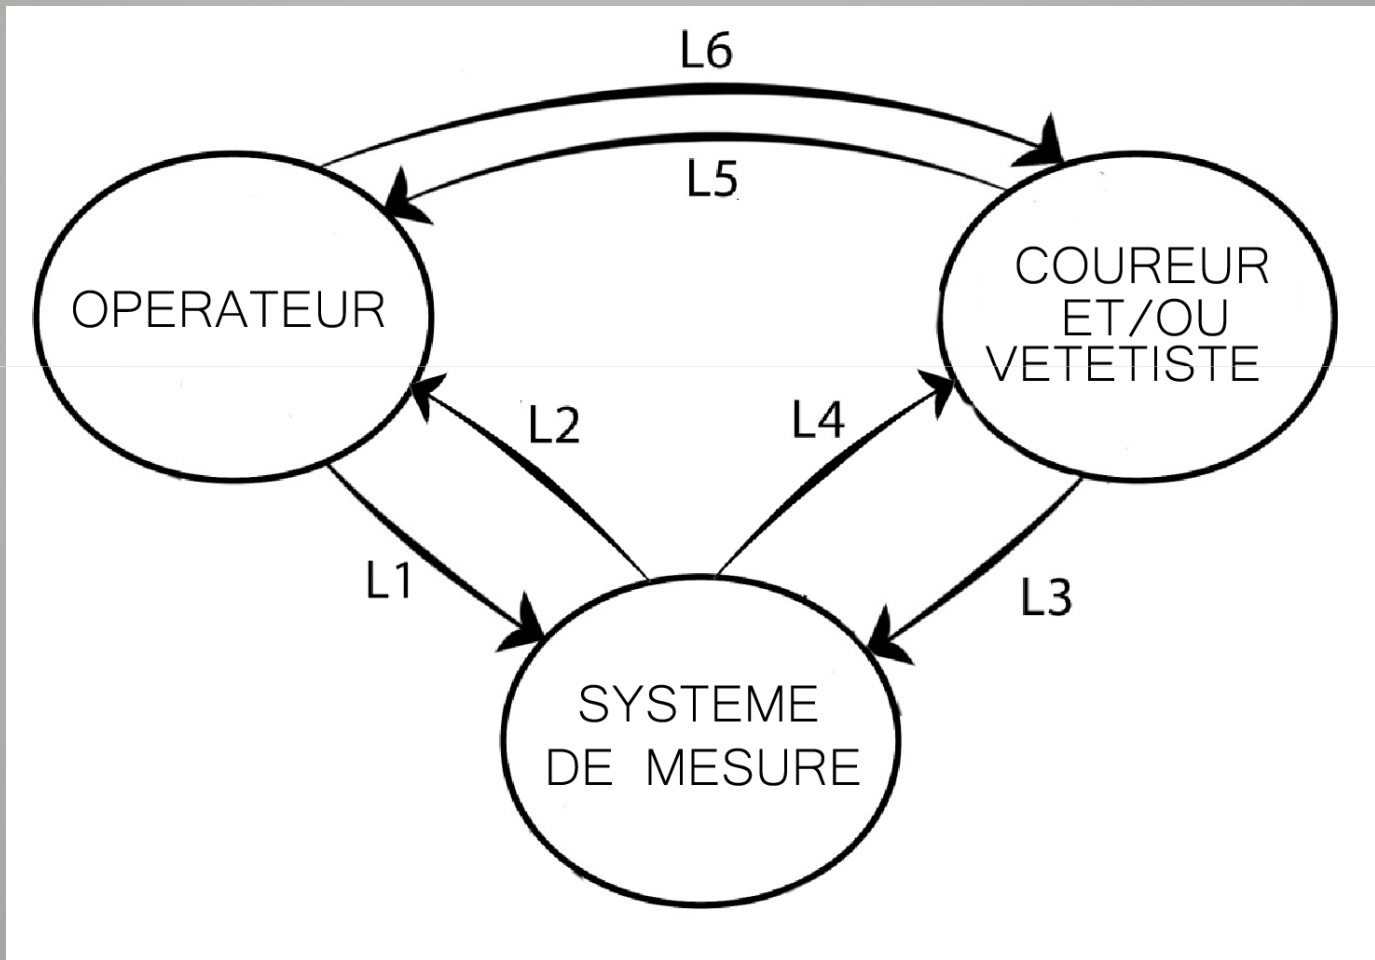 L6
L5
OPERATEUR
COUREUR
ET/OU
VETETISTE
L2
L4
L1
L3
SYSTEME
DE MESURE